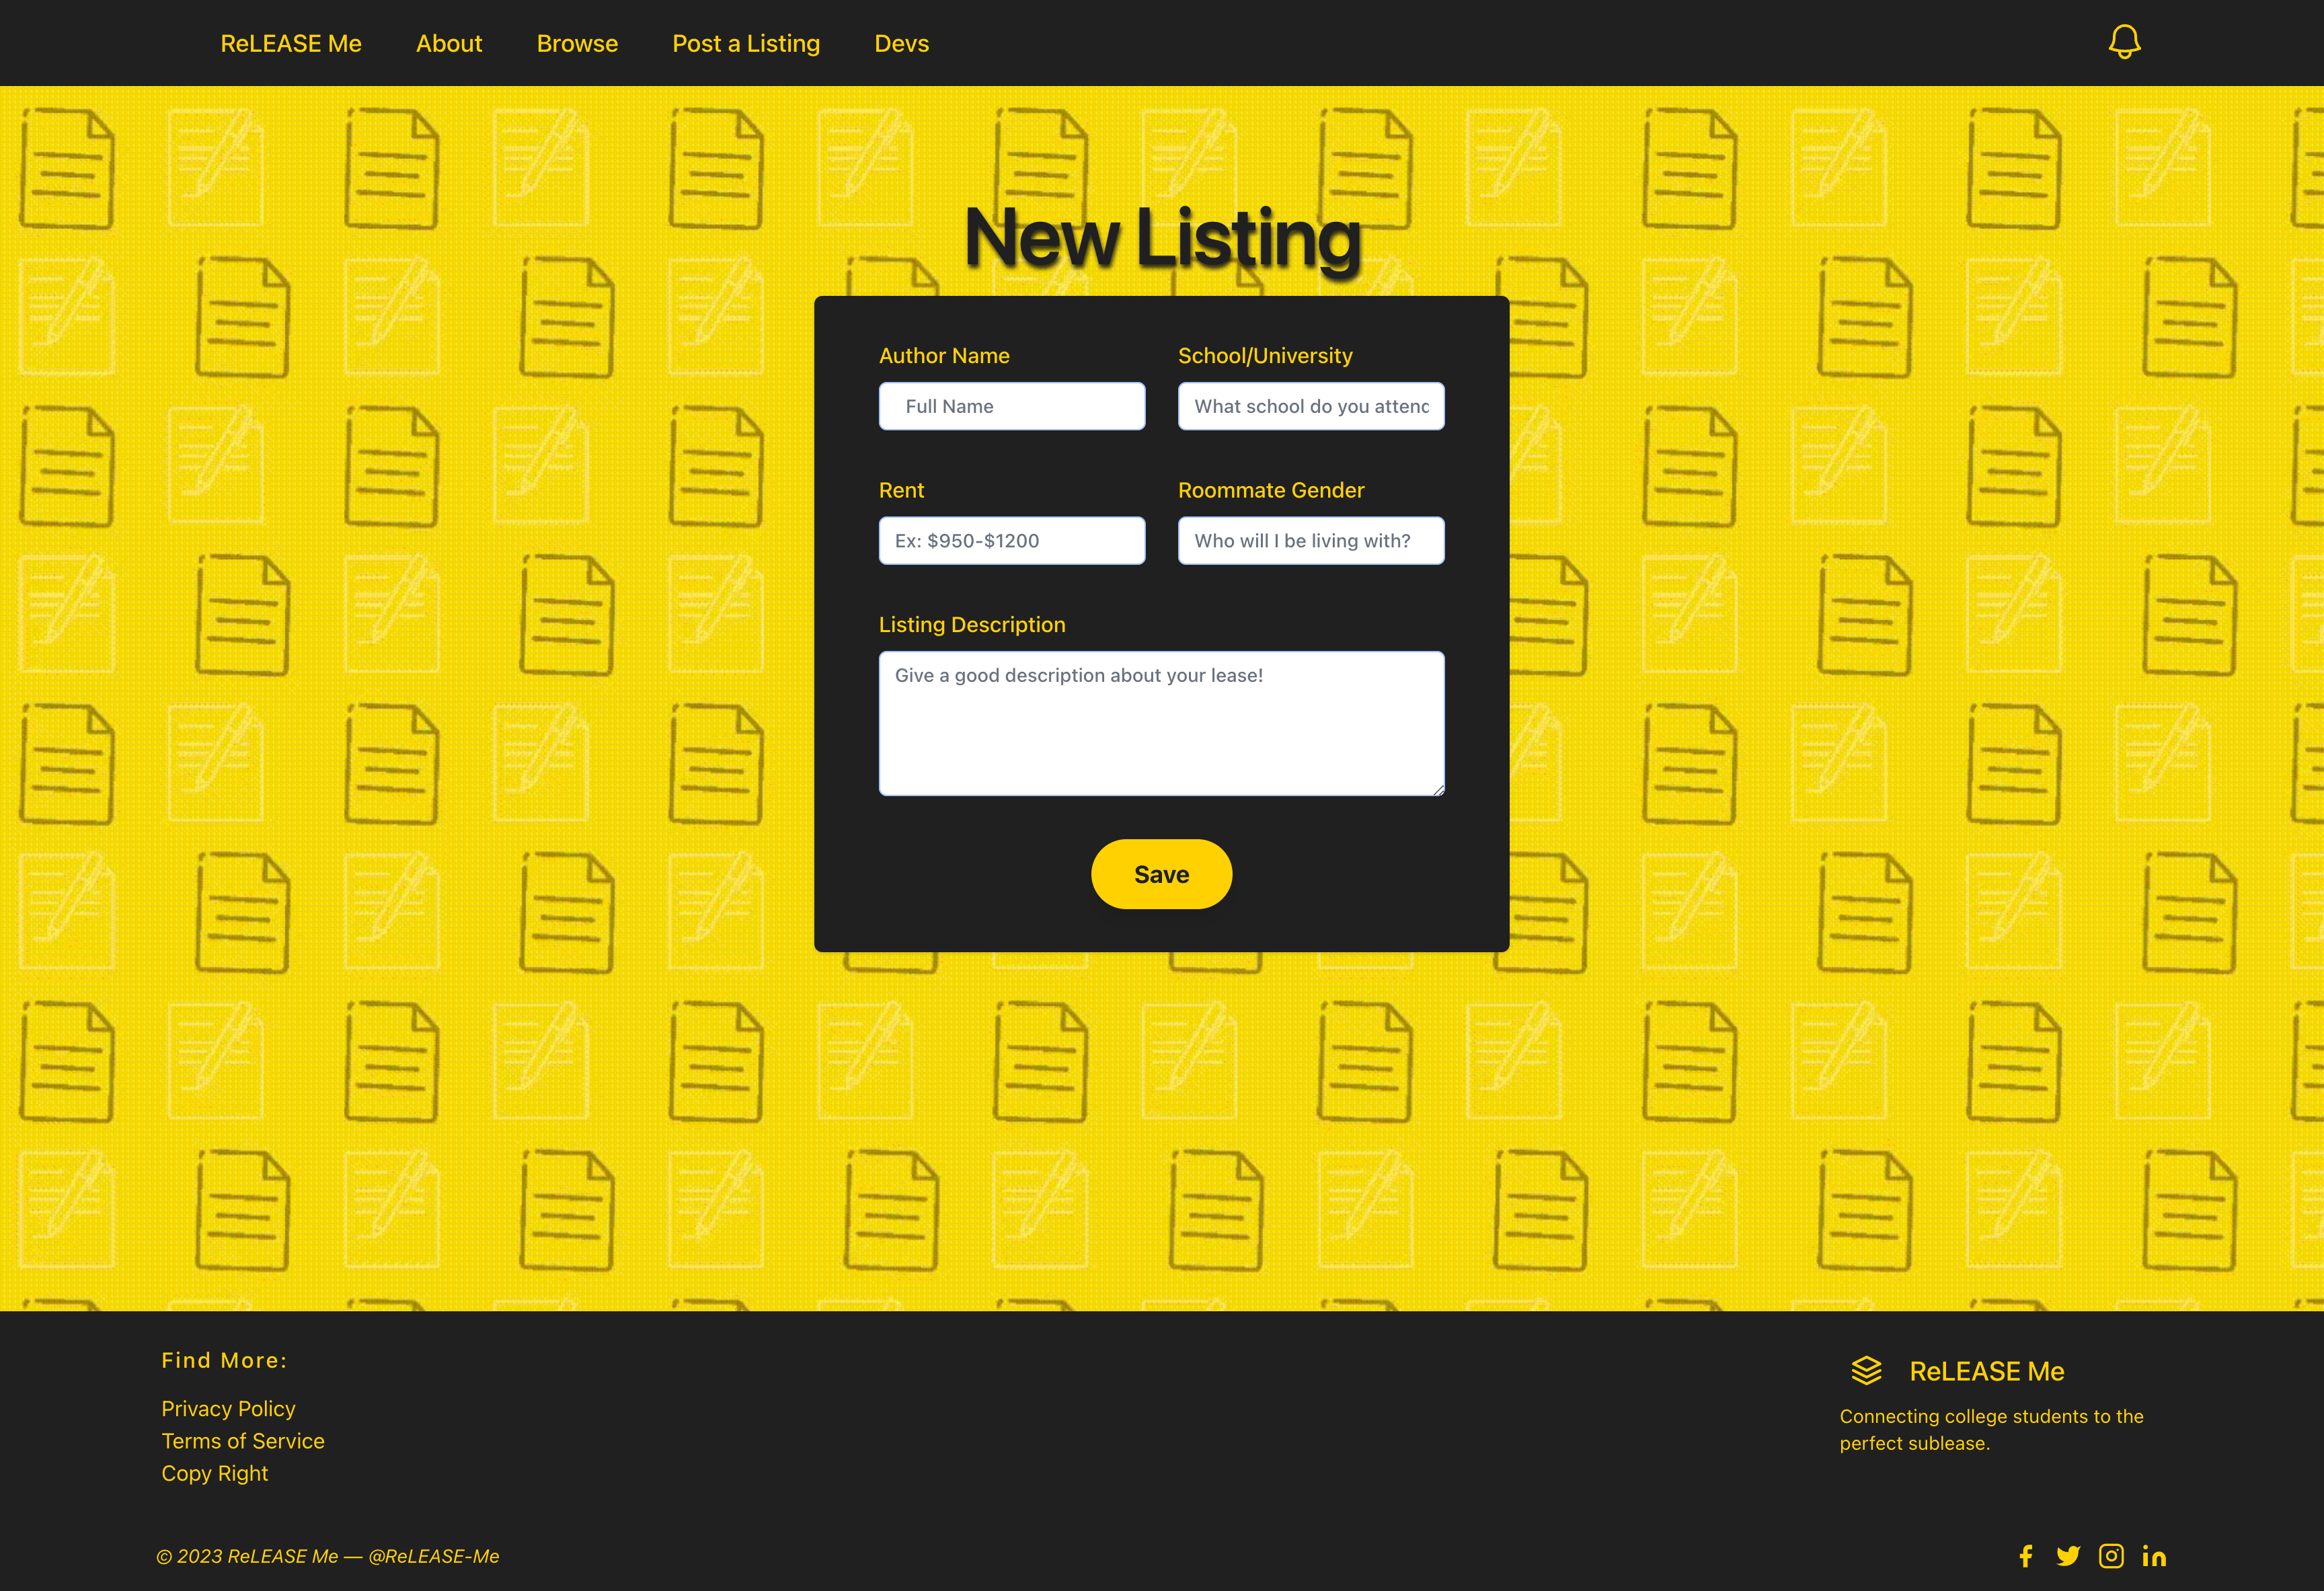 ReLEASE Me About Browse Post a Listing Devs
New Listing
Author Name School/University
Full Name What school do you attend
Rent Roommate Gender
Ex: $950-$1200 Who will I be living with?
Listing Description
Give a good description about your lease!
Save
Find More:
Privacy Policy
Terms of Service
Copy Right
ReLEASE Me
Connecting college students to the
perfect sublease.
© 2023 ReLEASE Me — @ReLEASE-Me